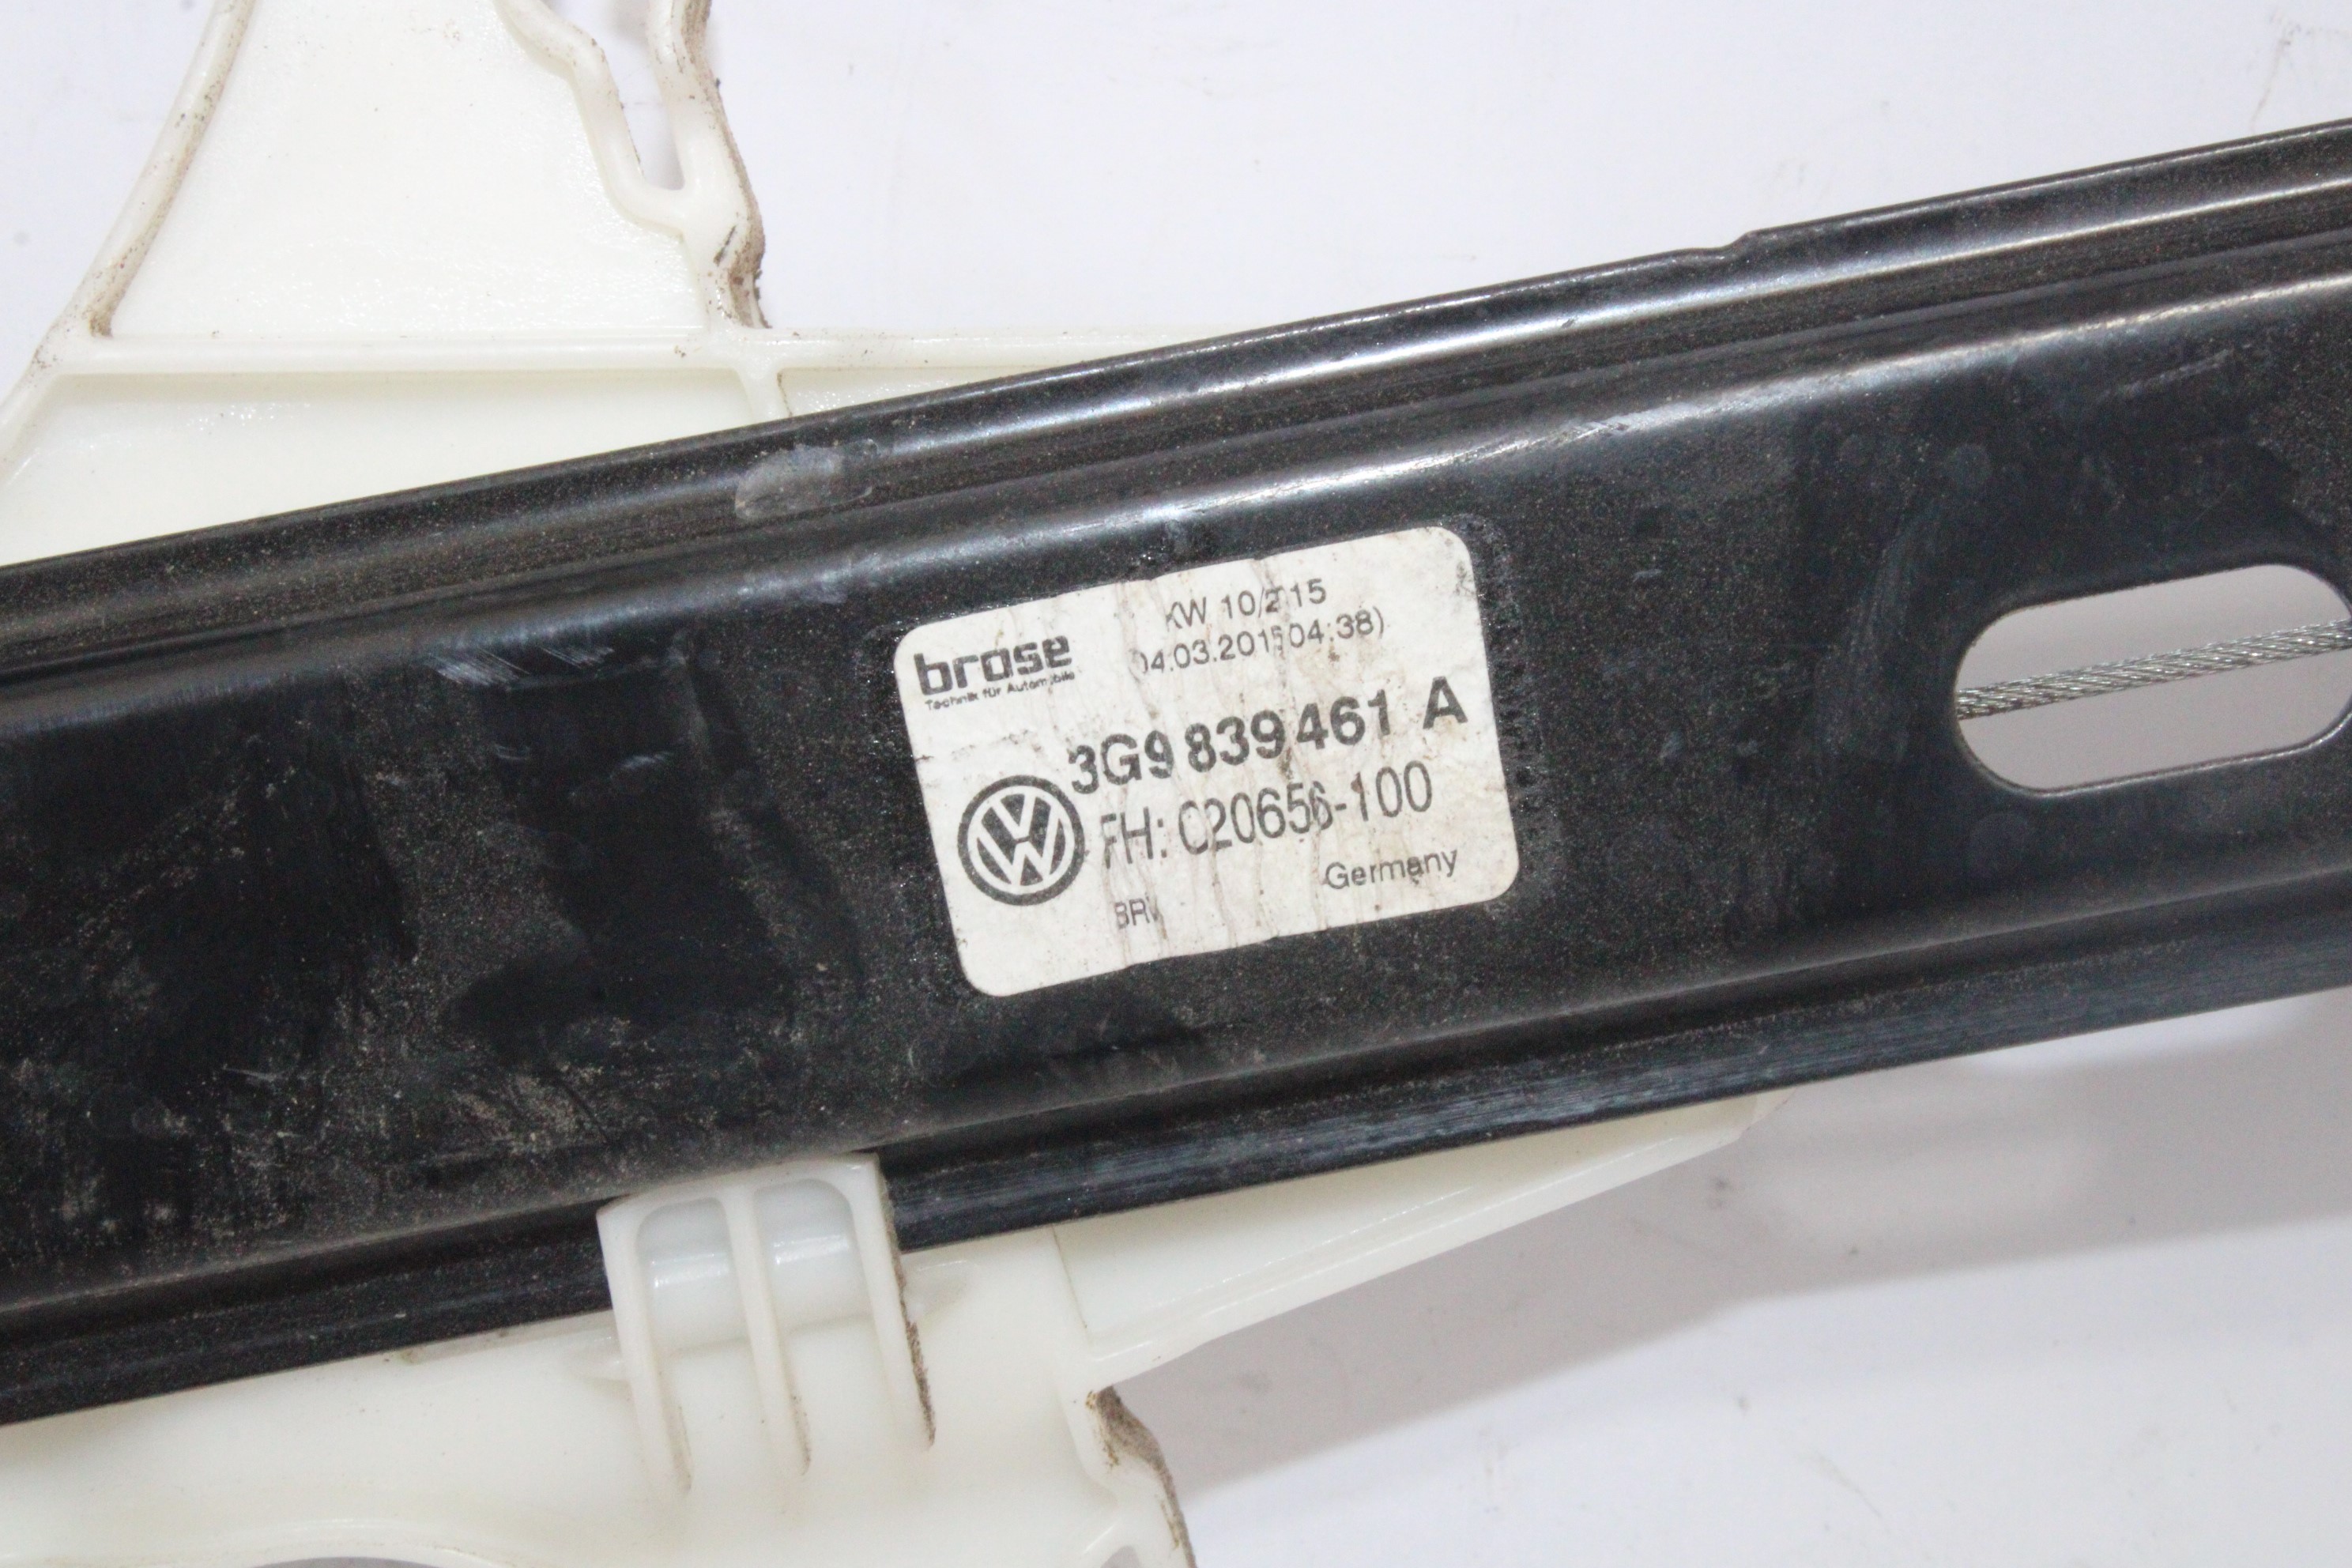 brose
Technik für Automobile
KW 10/2015
04.03.2015 04:38)
3G9 839 461 A
FH: C20656-100
Germany